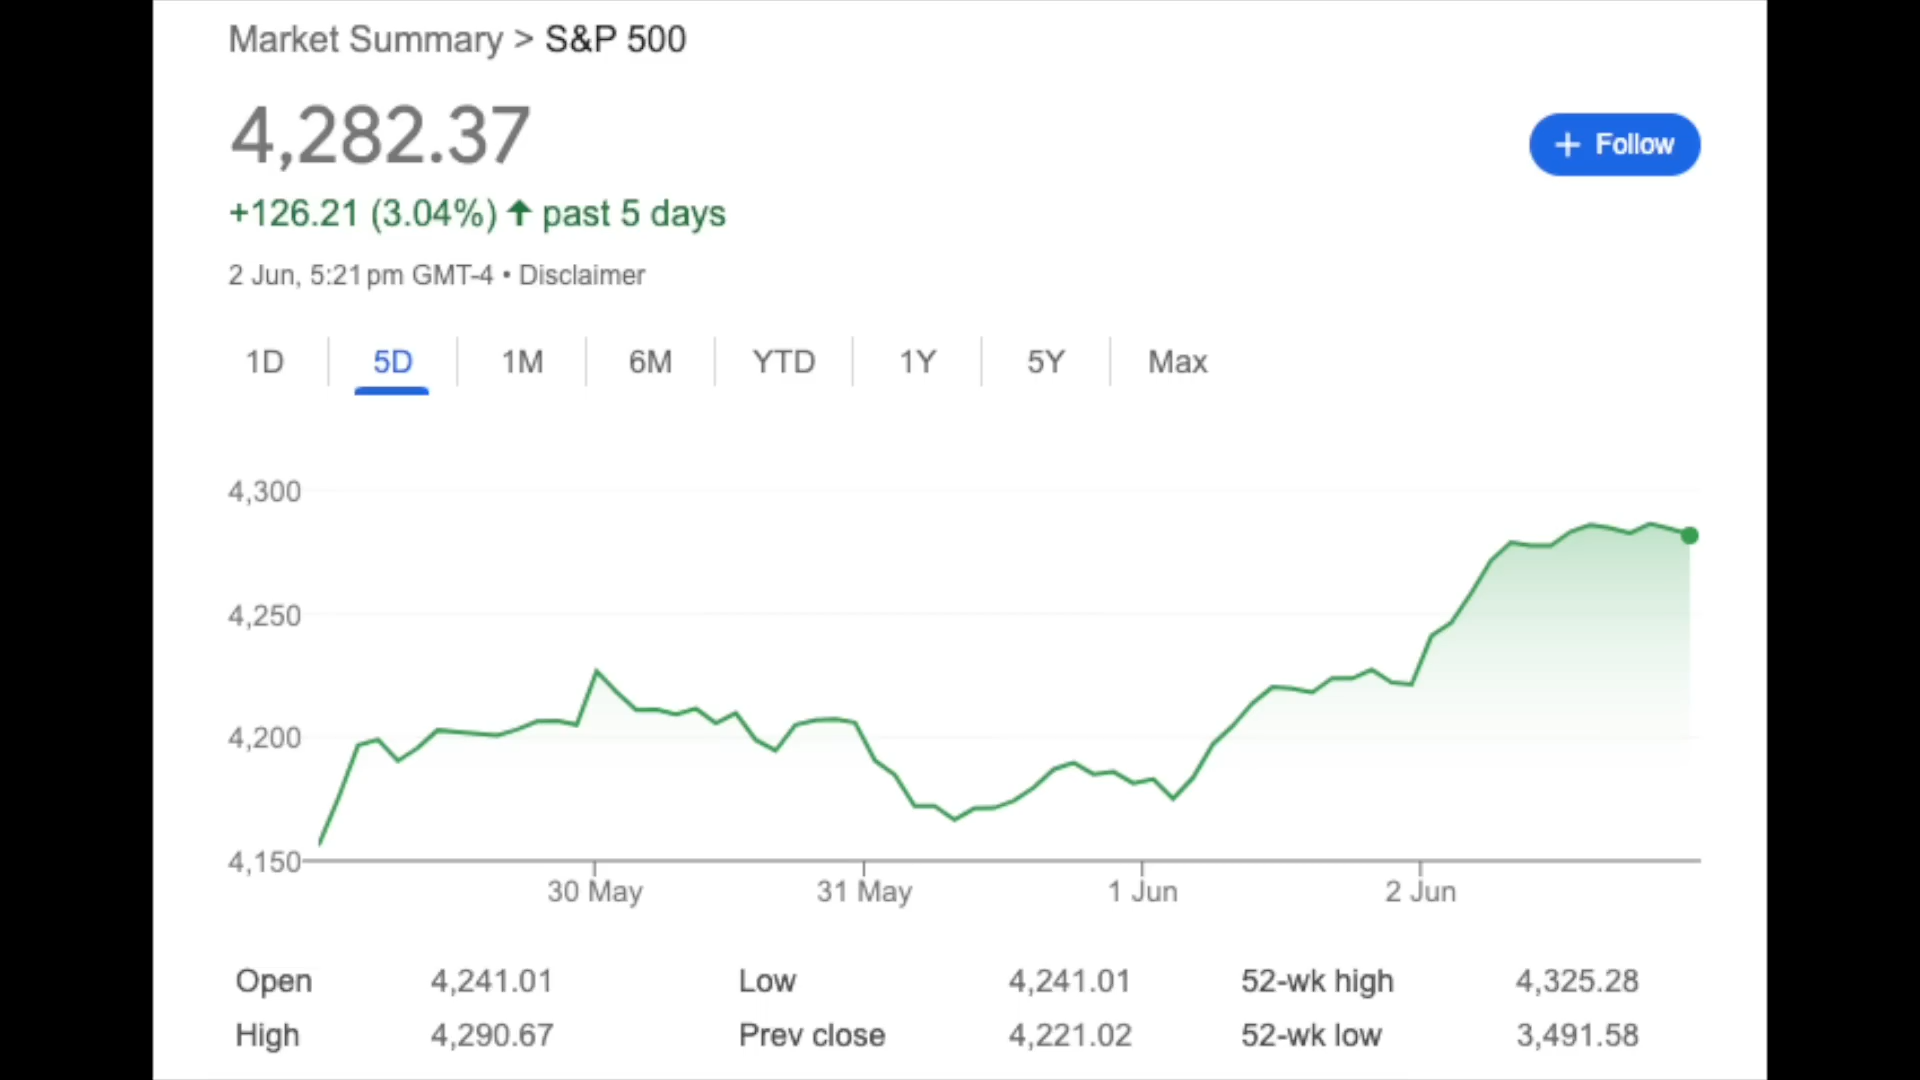 Market Summary > S&P 500
4,282.37
+ Follow
+126.21 (3.04%) ↑ past 5 days
2 Jun, 5:21 pm GMT-4 • Disclaimer
1D 5D 1M 6M YTD 1Y 5Y Max
4,300
4,250
4,200
4,150
30 May 31 May 1 Jun 2 Jun
Open 4,241.01 Low 4,241.01 52-wk high 4,325.28
High 4,290.67 Prev close 4,221.02 52-wk low 3,491.58